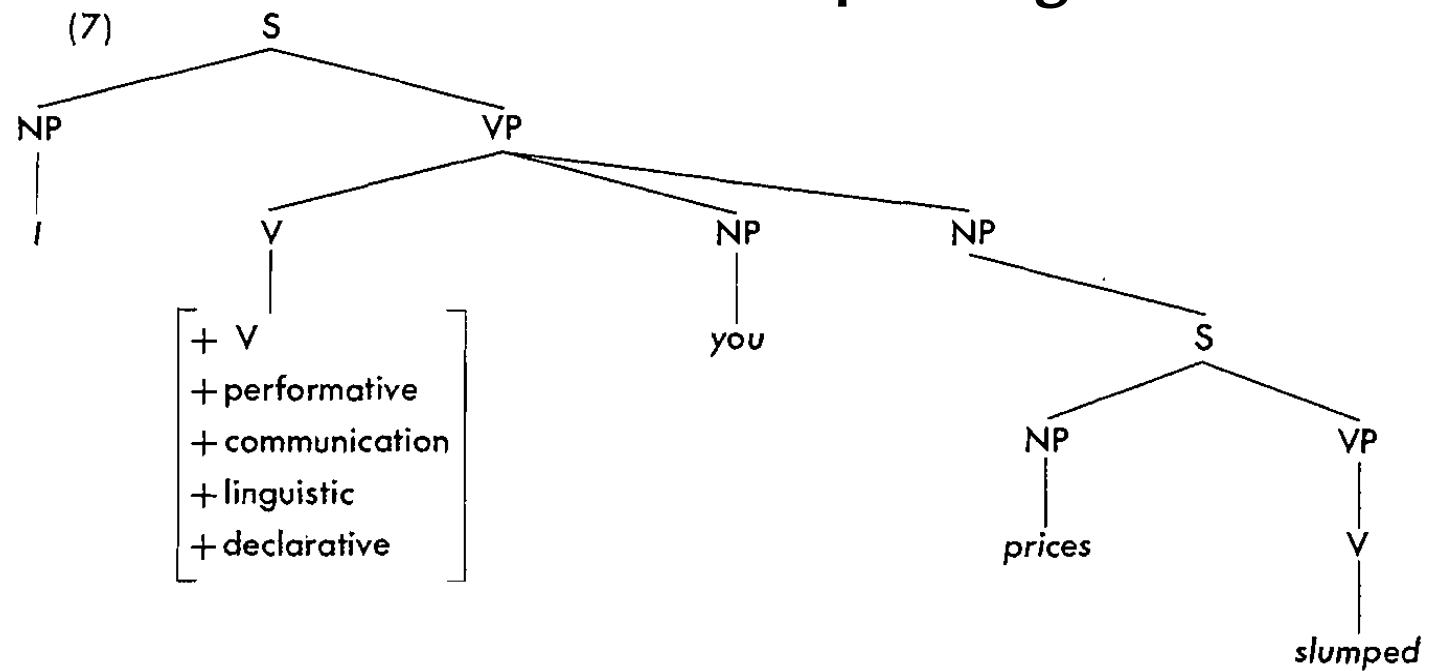 (7) S
NP VP
I V NP NP
+ V you S
+ performative
+ communication NP VP
+ linguistic
+ declarative prices V
slumped